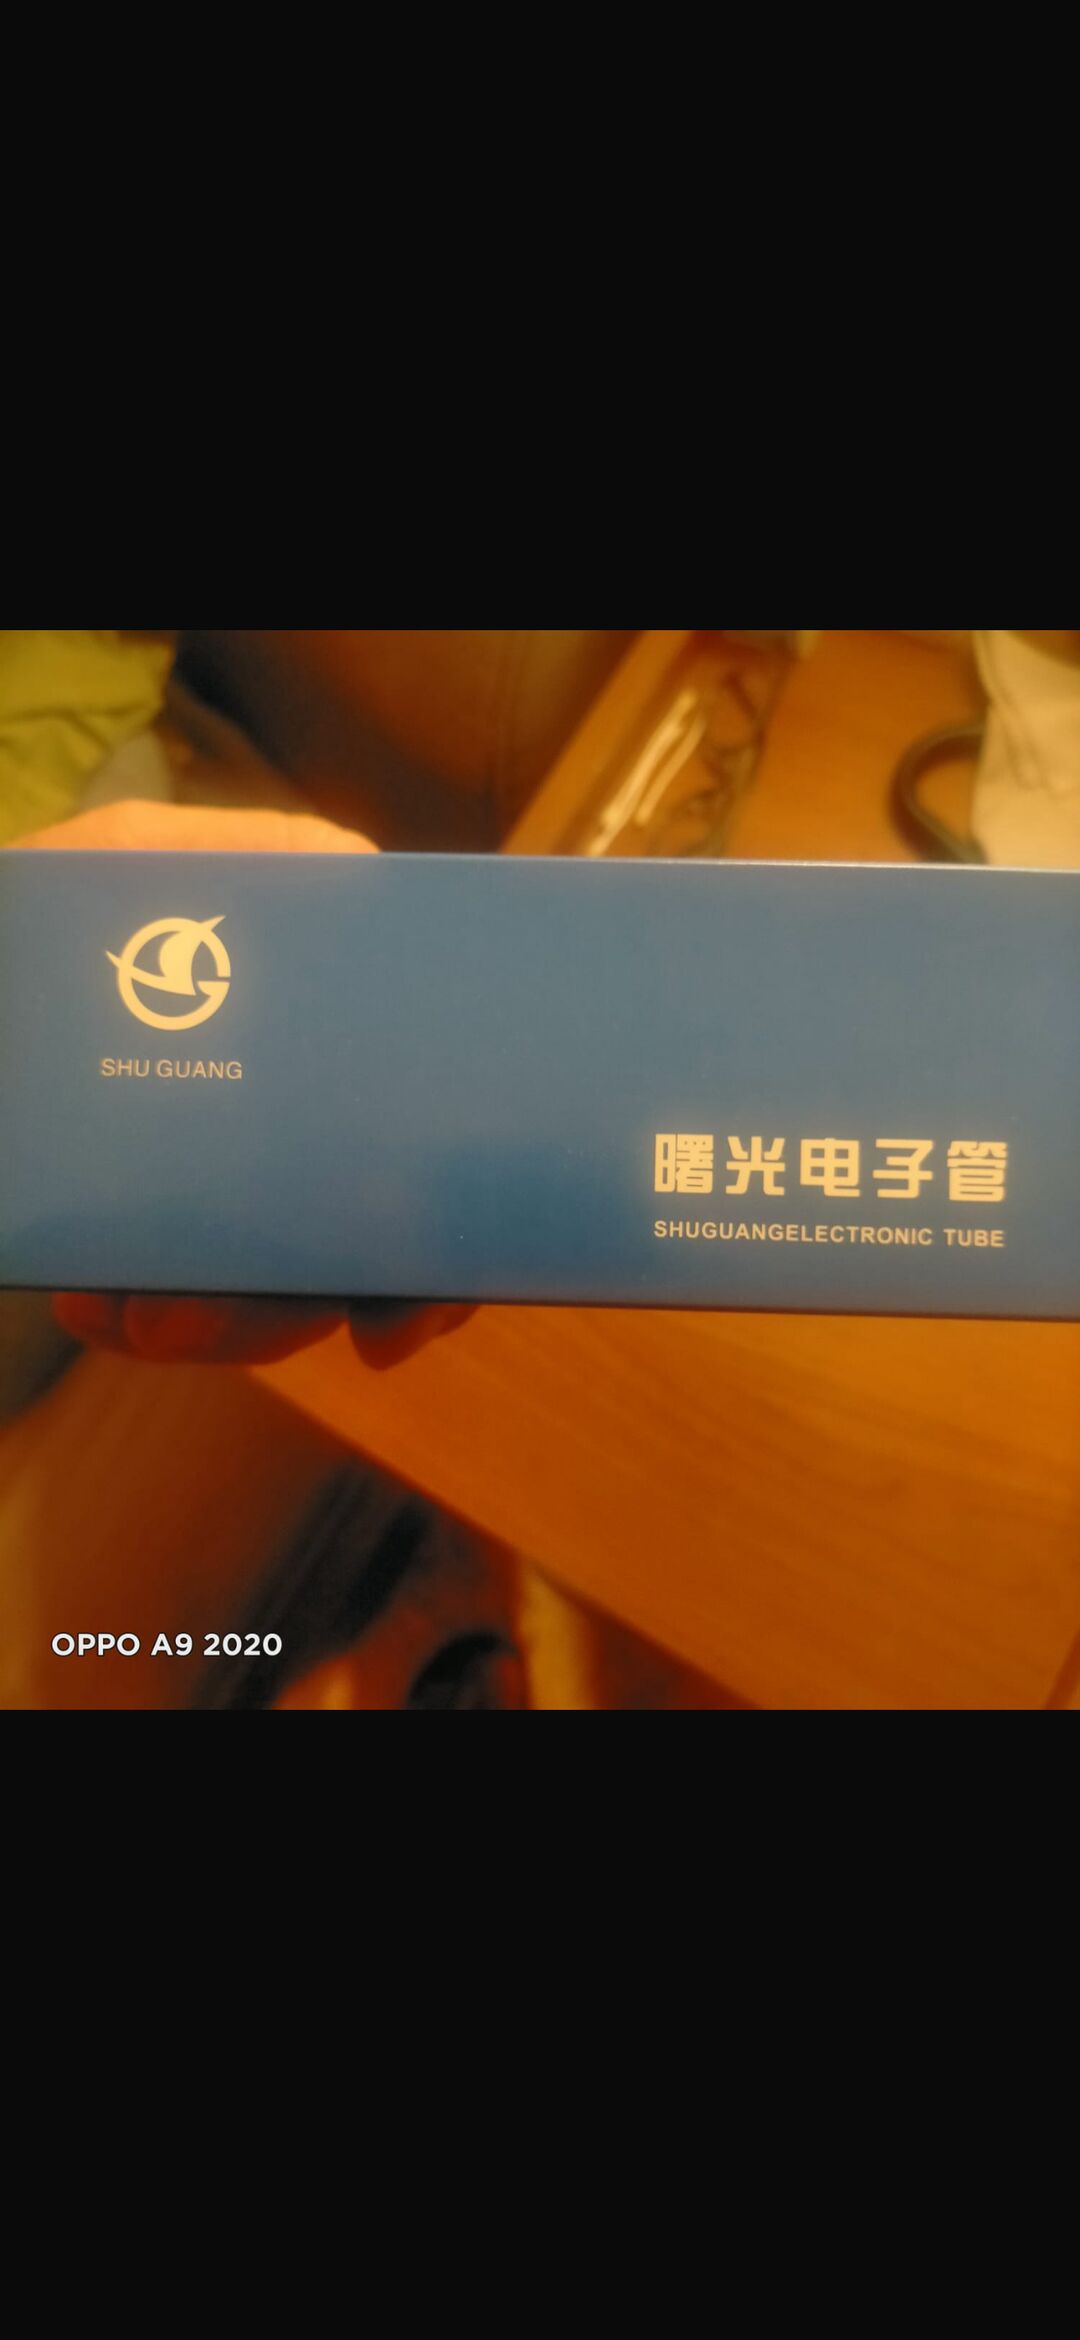 SHU GUANG
曙光电子管
SHUGUANGELECTRONIC TUBE
OPPO A9 2020